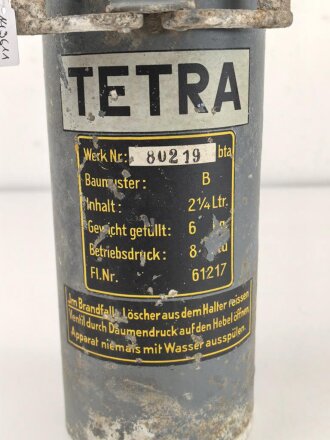 TETRA
Werk Nr.: 80219 bta
Baumuster: B
Inhalt: 2¼ Ltr.
Gewicht gefüllt: 6
Betriebsdruck: 8
Fl.Nr. 61217
Im Brandfall: Löscher aus dem Halter reissen
Ventil durch Daumendruck auf den Hebel öffnen,
Apparat niemals mit Wasser ausspülen.